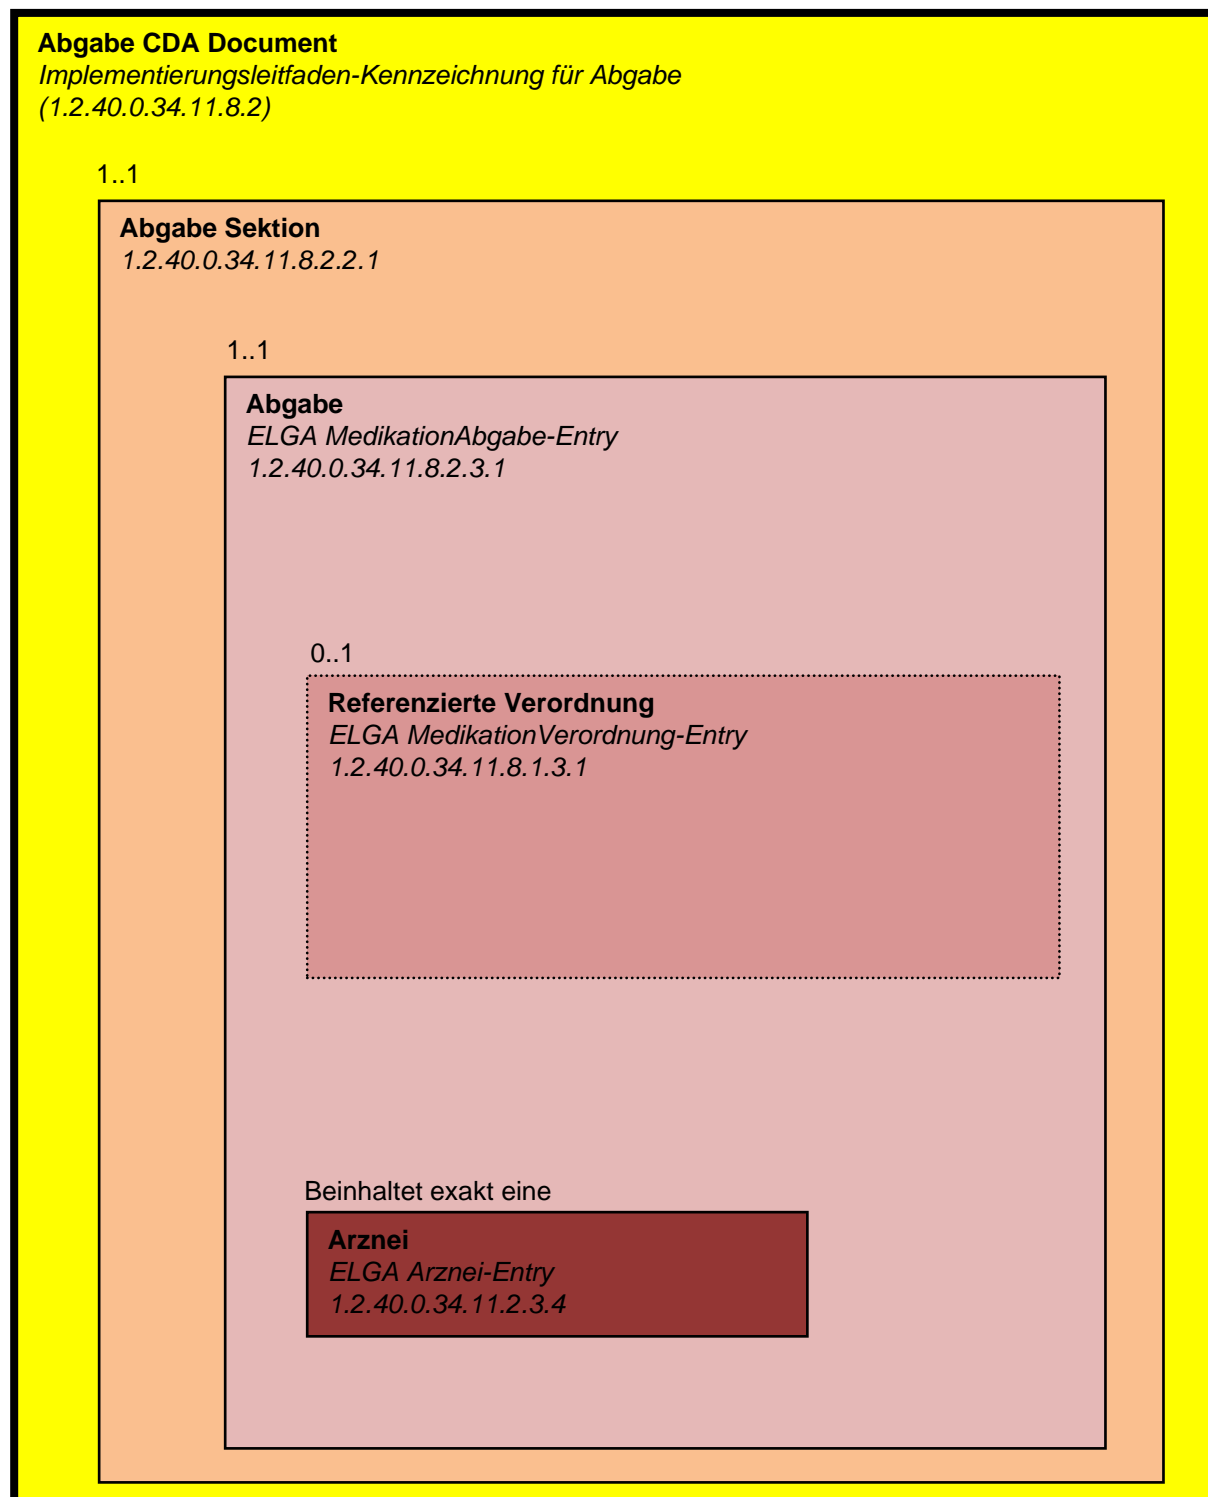 Abgabe CDA Document
Implementierungsleitfaden-Kennzeichnung für Abgabe
(1.2.40.0.34.11.8.2)
1..1
Abgabe Sektion
1.2.40.0.34.11.8.2.2.1
1..1
Abgabe
ELGA MedikationAbgabe-Entry
1.2.40.0.34.11.8.2.3.1
0..1
Referenzierte Verordnung
ELGA MedikationVerordnung-Entry
1.2.40.0.34.11.8.1.3.1
Beinhaltet exakt eine
Arznei
ELGA Arznei-Entry
1.2.40.0.34.11.2.3.4